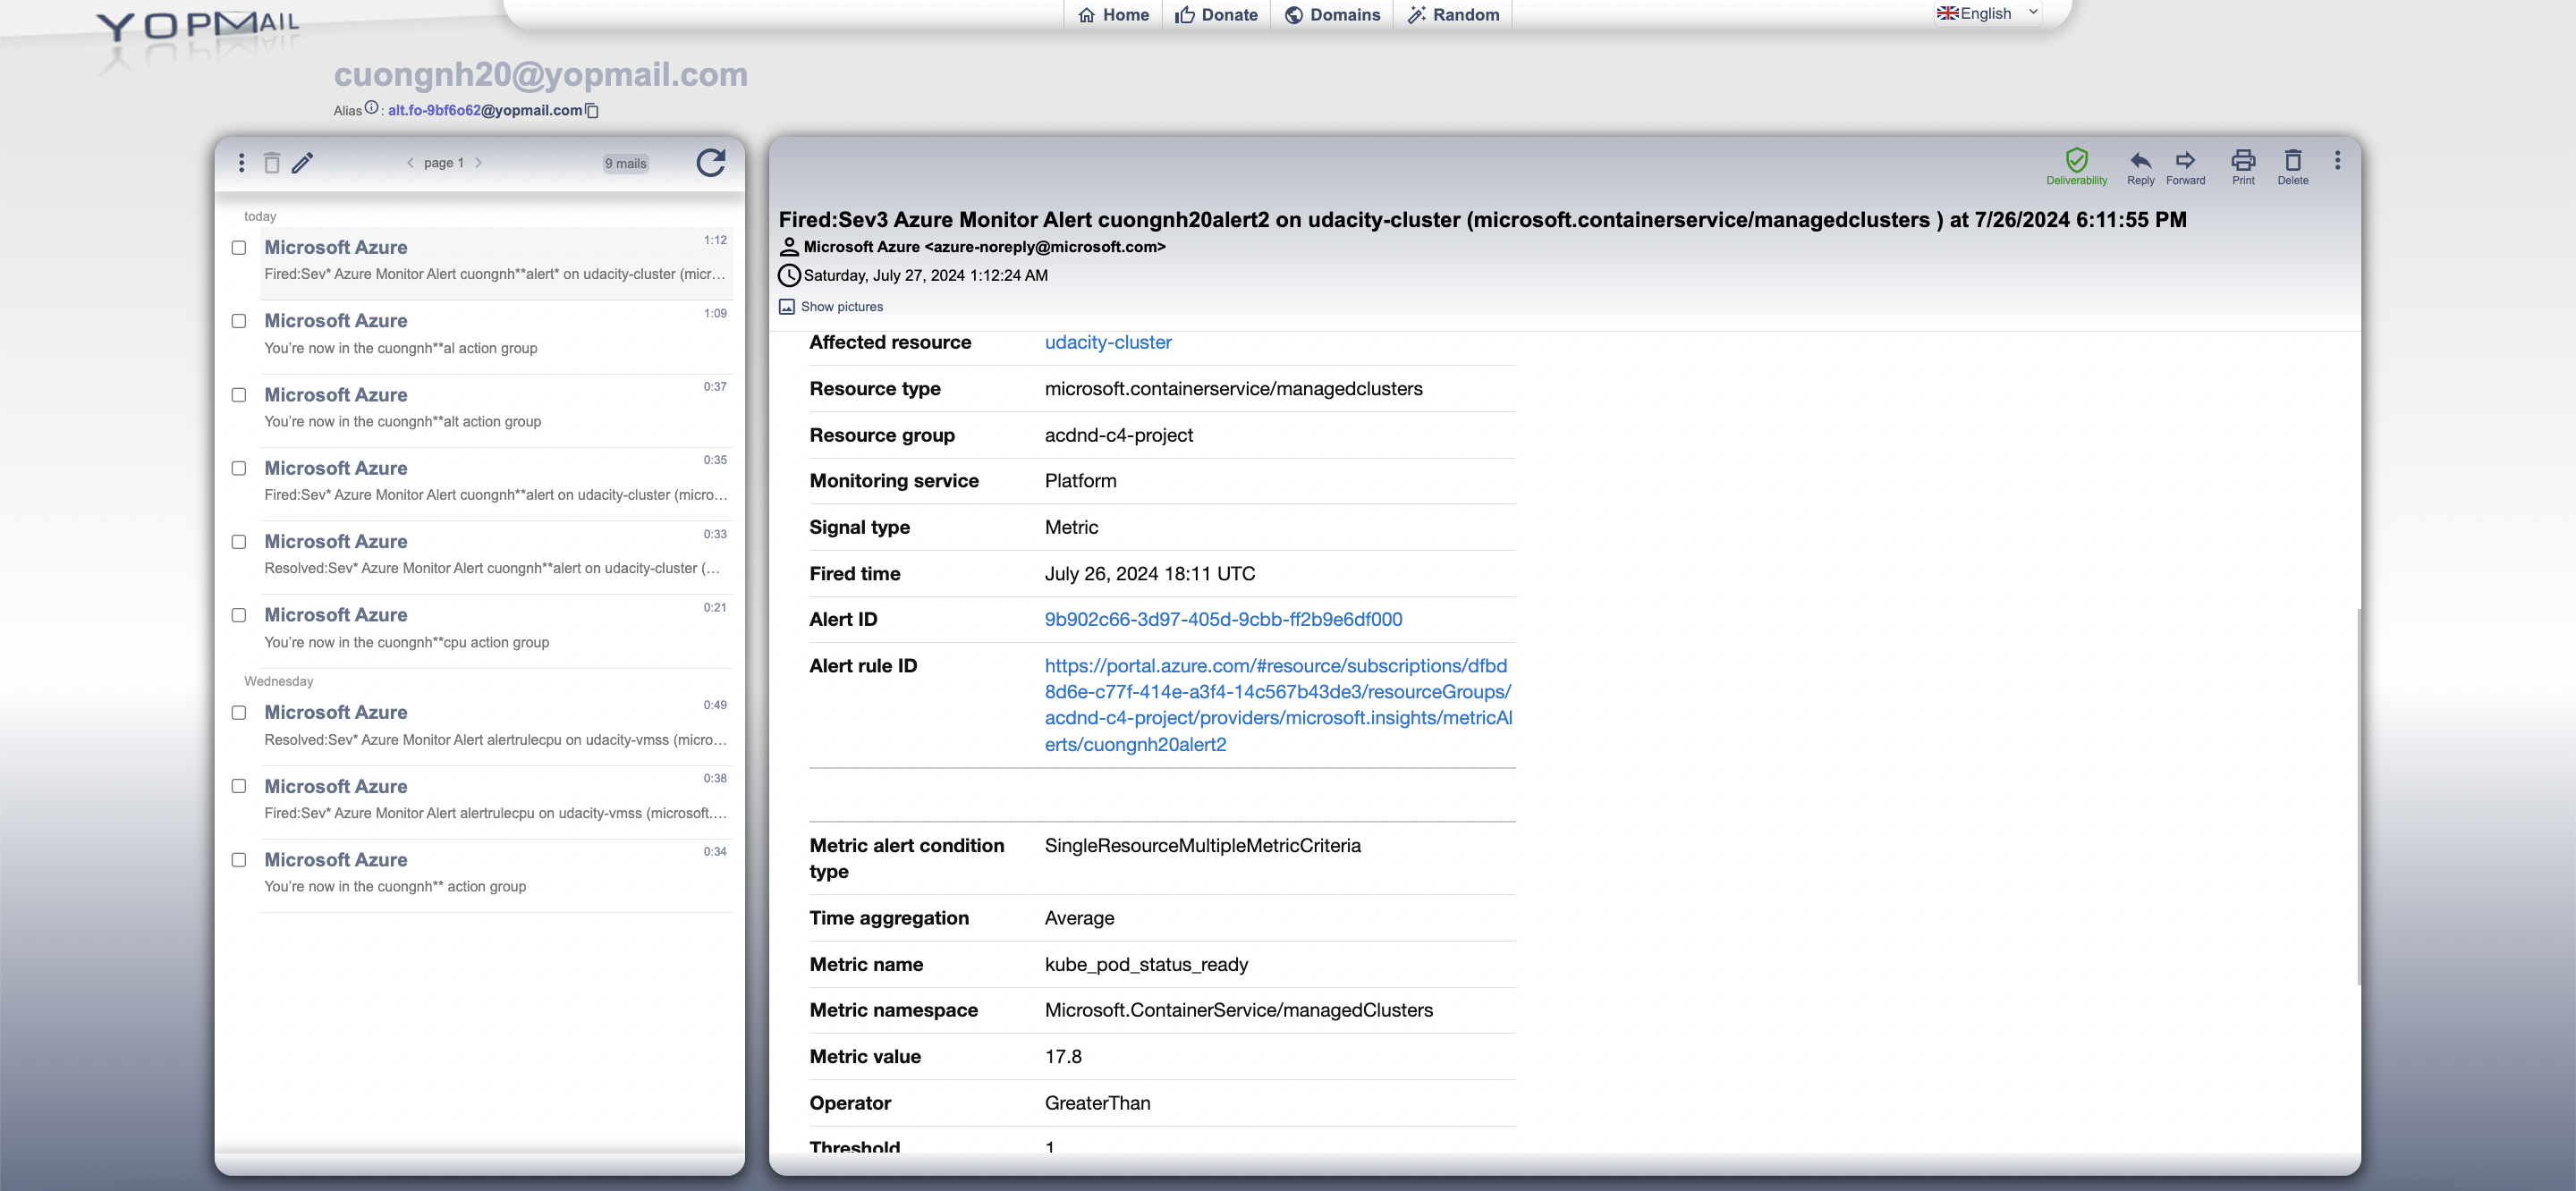 YOPMAIL
Home
Donate
Domains
Random
English
cuongnh20@yopmail.com
Alias : alt.fo-9bf6o62@yopmail.com
page 1
9 mails
today
Microsoft Azure 1:12
Fired:Sev* Azure Monitor Alert cuongnh**alert* on udacity-cluster (micr…
Microsoft Azure 1:09
You're now in the cuongnh**al action group
Microsoft Azure 0:37
You're now in the cuongnh**alt action group
Microsoft Azure 0:35
Fired:Sev* Azure Monitor Alert cuongnh**alert on udacity-cluster (micro…
Microsoft Azure 0:33
Resolved:Sev* Azure Monitor Alert cuongnh**alert on udacity-cluster (…
Microsoft Azure 0:21
You're now in the cuongnh**cpu action group
Wednesday
Microsoft Azure 0:49
Resolved:Sev* Azure Monitor Alert alertrulecpu on udacity-vmss (micro…
Microsoft Azure 0:38
Fired:Sev* Azure Monitor Alert alertrulecpu on udacity-vmss (microsoft.…
Microsoft Azure 0:34
You're now in the cuongnh** action group
Deliverability
Reply
Forward
Print
Delete
Fired:Sev3 Azure Monitor Alert cuongnh20alert2 on udacity-cluster (microsoft.containerservice/managedclusters ) at 7/26/2024 6:11:55 PM
Microsoft Azure <azure-noreply@microsoft.com>
Saturday, July 27, 2024 1:12:24 AM
Show pictures
Affected resource udacity-cluster
Resource type microsoft.containerservice/managedclusters
Resource group acdnd-c4-project
Monitoring service Platform
Signal type Metric
Fired time July 26, 2024 18:11 UTC
Alert ID 9b902c66-3d97-405d-9cbb-ff2b9e6df000
Alert rule ID https://portal.azure.com/#resource/subscriptions/dfbd
8d6e-c77f-414e-a3f4-14c567b43de3/resourceGroups/
acdnd-c4-project/providers/microsoft.insights/metricAl
erts/cuongnh20alert2
Metric alert condition SingleResourceMultipleMetricCriteria
type
Time aggregation Average
Metric name kube_pod_status_ready
Metric namespace Microsoft.ContainerService/managedClusters
Metric value 17.8
Operator GreaterThan
Threshold 1